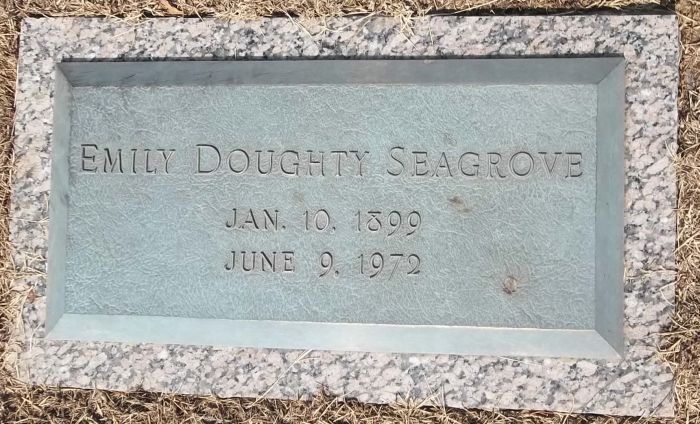 Emily Doughty Seagrove
Jan. 10, 1899
June 9, 1972